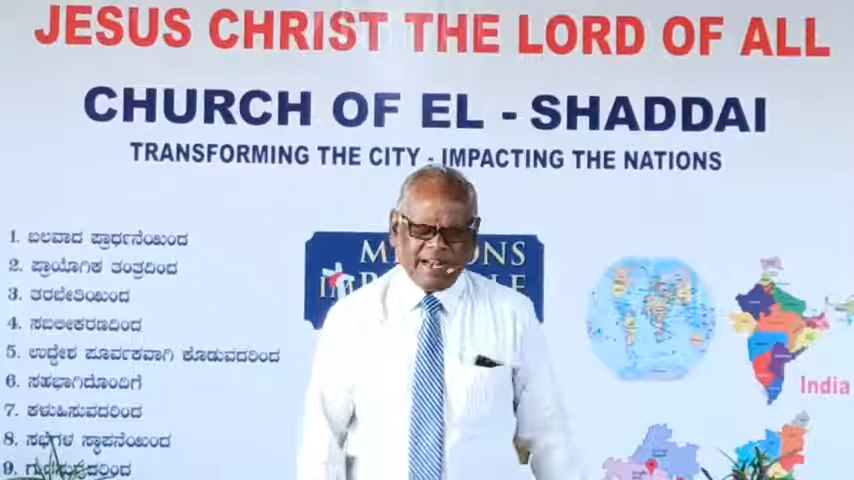 JESUS CHRIST THE LORD OF ALL
CHURCH OF EL - SHADDAI
TRANSFORMING THE CITY - IMPACTING THE NATIONS
1. ಬಲವಾದ ಪ್ರಾರ್ಥನೆಯಿಂದ
2. ಪ್ರಾಯೋಗಿಕ ತಂತ್ರದಿಂದ
3. ತರಬೇತಿಯಿಂದ
4. ಸಬಲೀಕರಣದಿಂದ
5. ಉದ್ದೇಶ ಪೂರ್ವಕವಾಗಿ ಕೊಡುವದರಿಂದ
6. ಸಹಭಾಗಿದೊಂದಿಗೆ
7. ಕಳುಹಿಸುವದರಿಂದ
8. ಸಭೆಗಳ ಸ್ಥಾಪನೆಯಿಂದ
9.
India